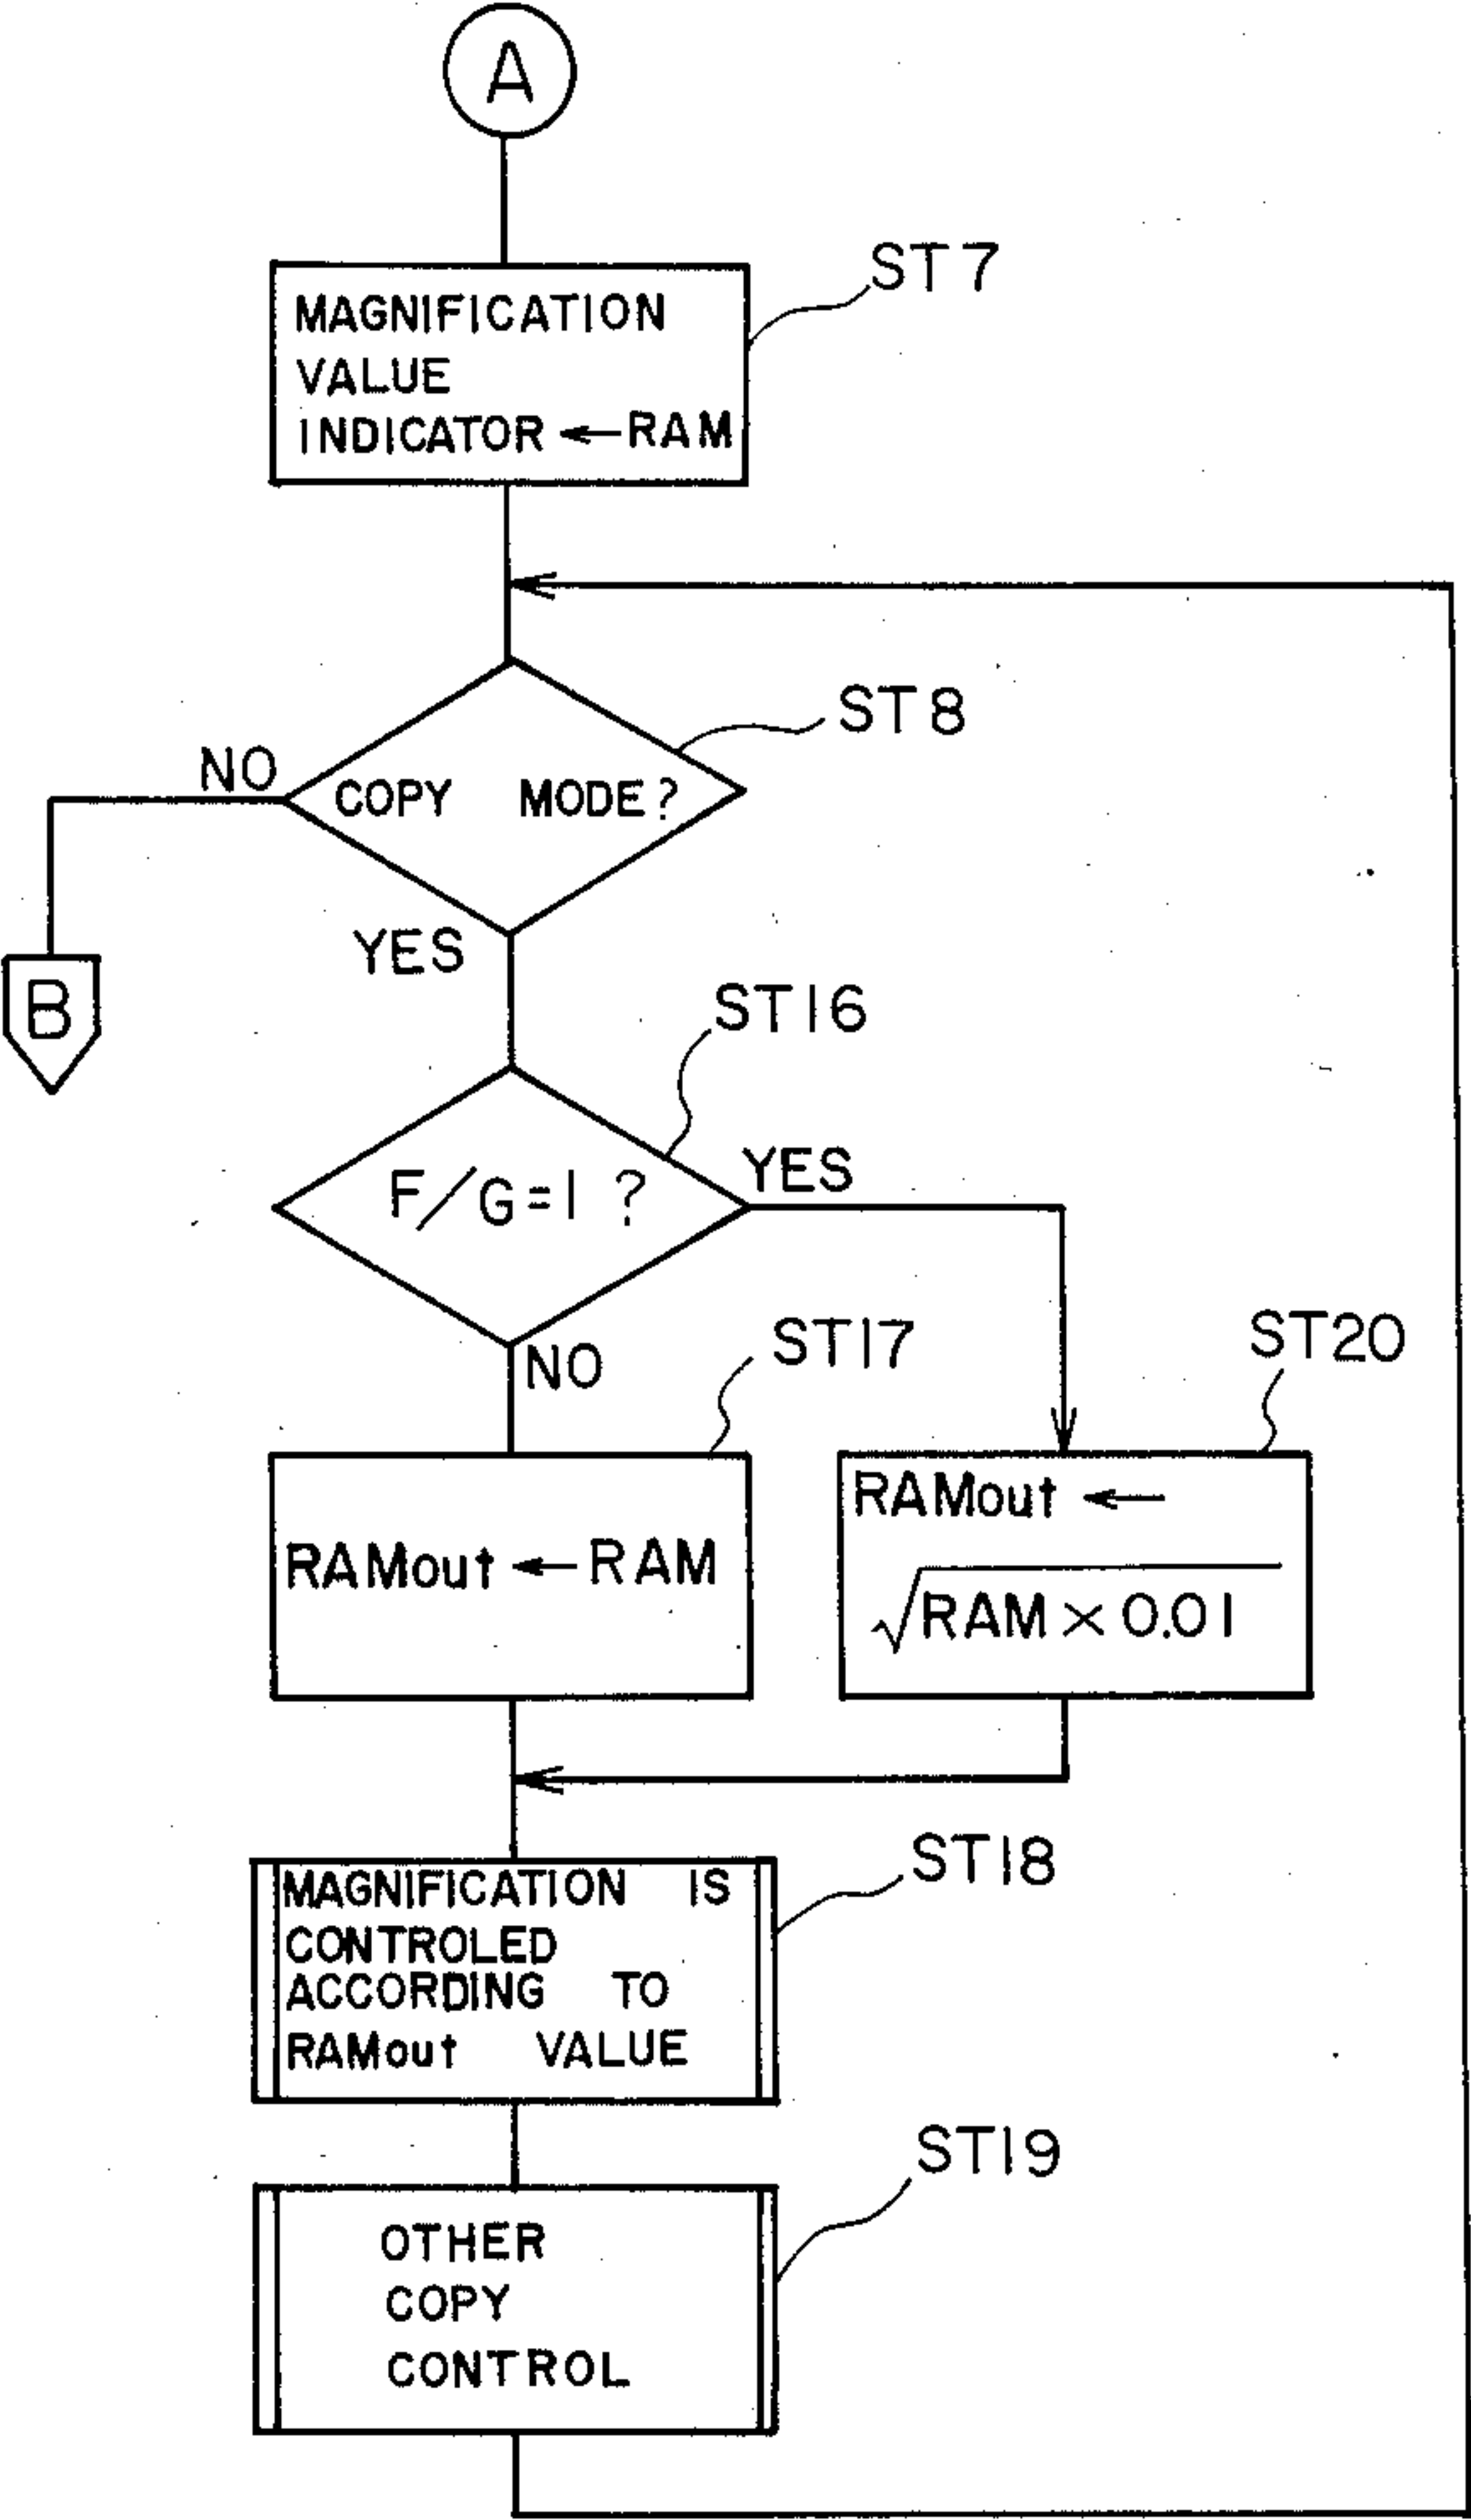 A
ST7
MAGNIFICATION
VALUE
INDICATOR ← RAM
ST8
NO
COPY MODE?
YES
B
ST16
F/G=1 ?
YES
NO
ST17
ST20
RAMout ← RAM
RAMout ←
√RAM × 0.01
ST18
MAGNIFICATION IS
CONTROLED
ACCORDING TO
RAMout VALUE
ST19
OTHER
COPY
CONTROL